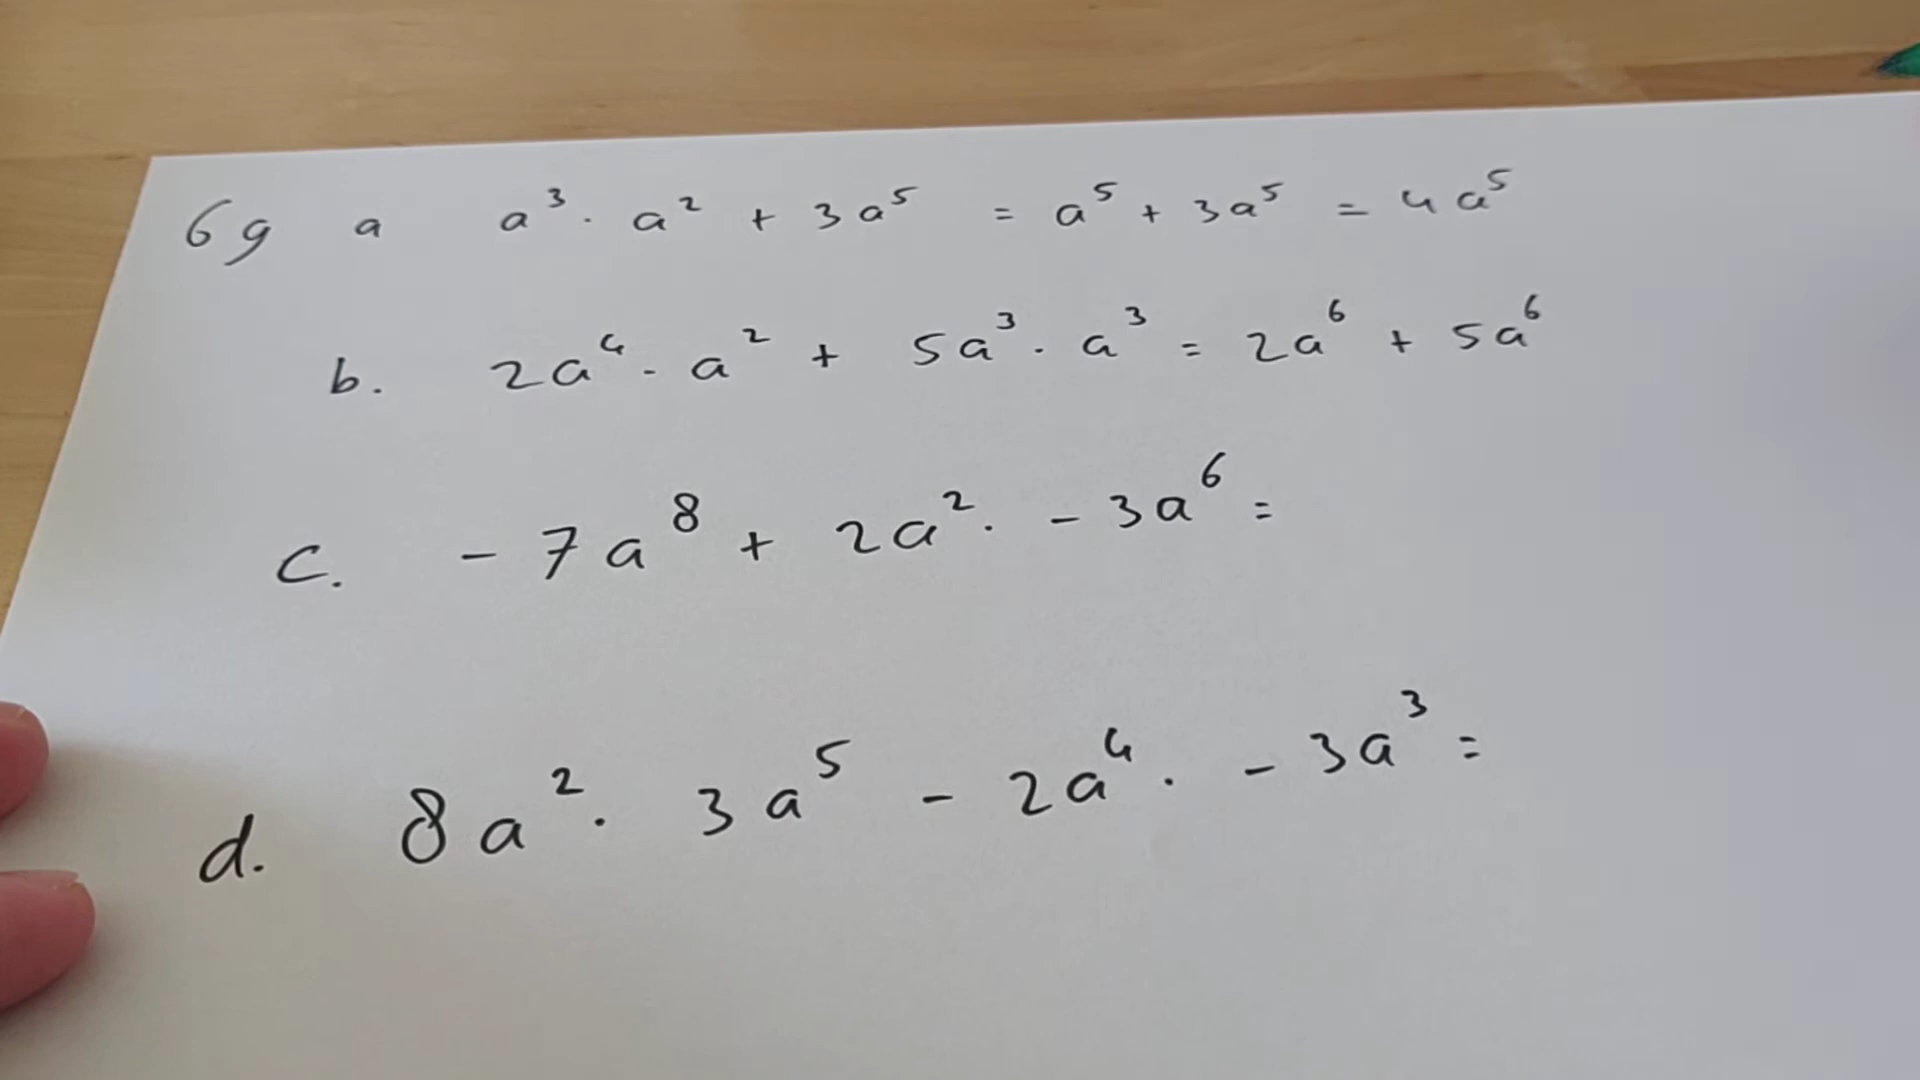 6g a a³ · a² + 3a⁵ = a⁵ + 3a⁵ = 4a⁵
b. 2a⁴ · a² + 5a³ · a³ = 2a⁶ + 5a⁶
c. - 7a⁸ + 2a² · - 3a⁶ =
d. 8a² · 3a⁵ - 2a⁴ · - 3a³ =